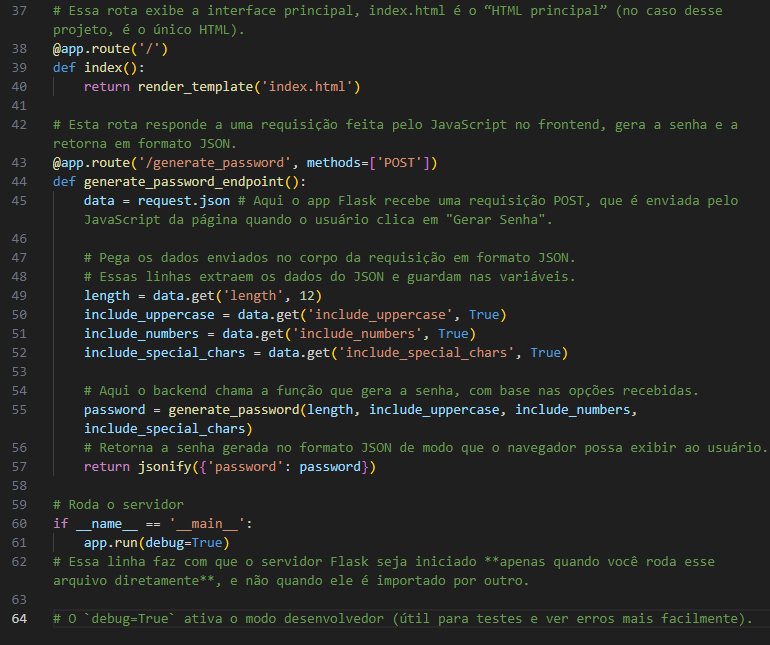 37 # Essa rota exibe a interface principal, index.html é o “HTML principal” (no caso desse
projeto, é o único HTML).
38 @app.route('/')
39 def index():
40 return render_template('index.html')
41
42 # Esta rota responde a uma requisição feita pelo JavaScript no frontend, gera a senha e a
retorna em formato JSON.
43 @app.route('/generate_password', methods=['POST'])
44 def generate_password_endpoint():
45 data = request.json # Aqui o app Flask recebe uma requisição POST, que é enviada pelo
JavaScript da página quando o usuário clica em "Gerar Senha".
46
47 # Pega os dados enviados no corpo da requisição em formato JSON.
48 # Essas linhas extraem os dados do JSON e guardam nas variáveis.
49 length = data.get('length', 12)
50 include_uppercase = data.get('include_uppercase', True)
51 include_numbers = data.get('include_numbers', True)
52 include_special_chars = data.get('include_special_chars', True)
53
54 # Aqui o backend chama a função que gera a senha, com base nas opções recebidas.
55 password = generate_password(length, include_uppercase, include_numbers,
include_special_chars)
56 # Retorna a senha gerada no formato JSON de modo que o navegador possa exibir ao usuário.
57 return jsonify({'password': password})
58
59 # Roda o servidor
60 if __name__ == '__main__':
61 app.run(debug=True)
62 # Essa linha faz com que o servidor Flask seja iniciado **apenas quando você roda esse
arquivo diretamente**, e não quando ele é importado por outro.
63
64 # O `debug=True` ativa o modo desenvolvedor (útil para testes e ver erros mais facilmente).